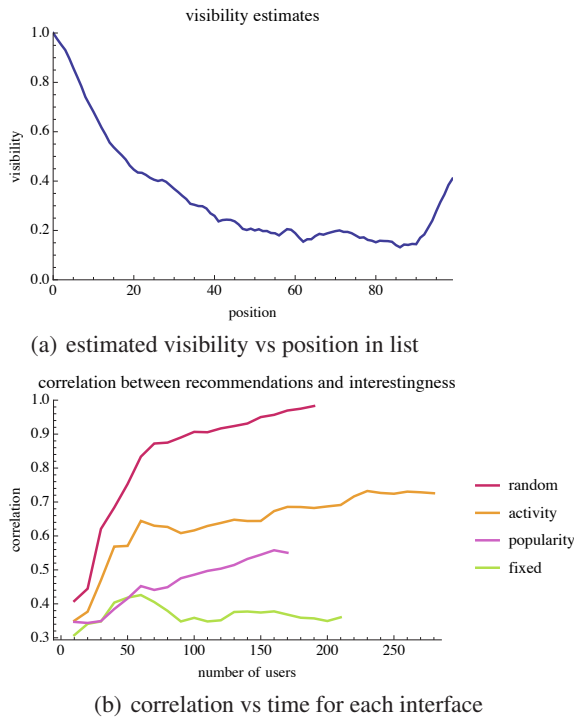 visibility estimates
1.0
0.8
0.6
0.4
0.2
0.0
visibility
0 20 40 60 80
position
(a) estimated visibility vs position in list
correlation between recommendations and interestingness
1.0
0.9
0.8
0.7
0.6
0.5
0.4
0.3
correlation
0 50 100 150 200 250
number of users
random
activity
popularity
fixed
(b) correlation vs time for each interface